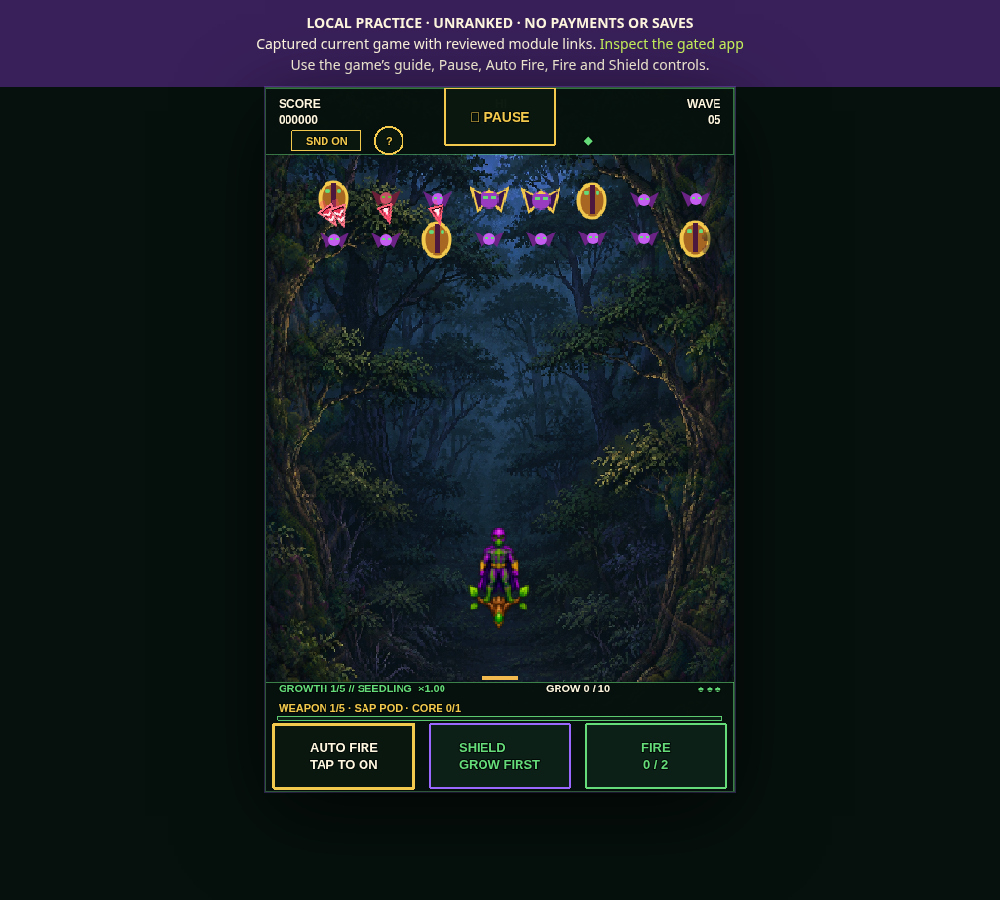 LOCAL PRACTICE · UNRANKED · NO PAYMENTS OR SAVES
Captured current game with reviewed module links. Inspect the gated app
Use the game's guide, Pause, Auto Fire, Fire and Shield controls.
SCORE
000000
PAUSE
WAVE
05
SND ON
?
GROWTH 1/5 // SEEDLING ×1.00
GROW 0 / 10
WEAPON 1/5 · SAP POD · CORE 0/1
AUTO FIRE
TAP TO ON
SHIELD
GROW FIRST
FIRE
0 / 2